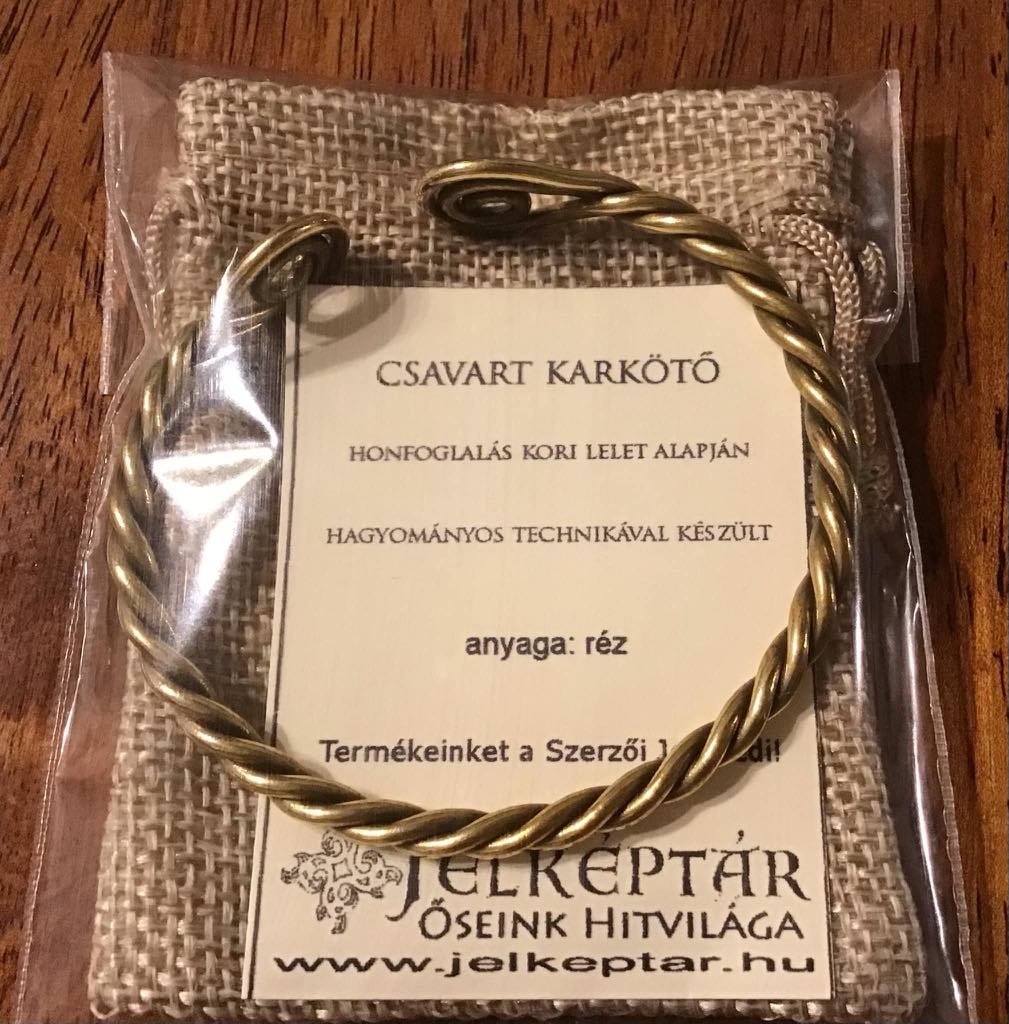 CSAVART KARKÖTŐ
HONFOGLALÁS KORI LELET ALAPJÁN
HAGYOMÁNYOS TECHNIKÁVAL KÉSZÜLT
anyaga: réz
Termékeinket a Szerzői
JELKÉPTÁR
ŐSEINK HITVILÁGA
www.jelkeptar.hu